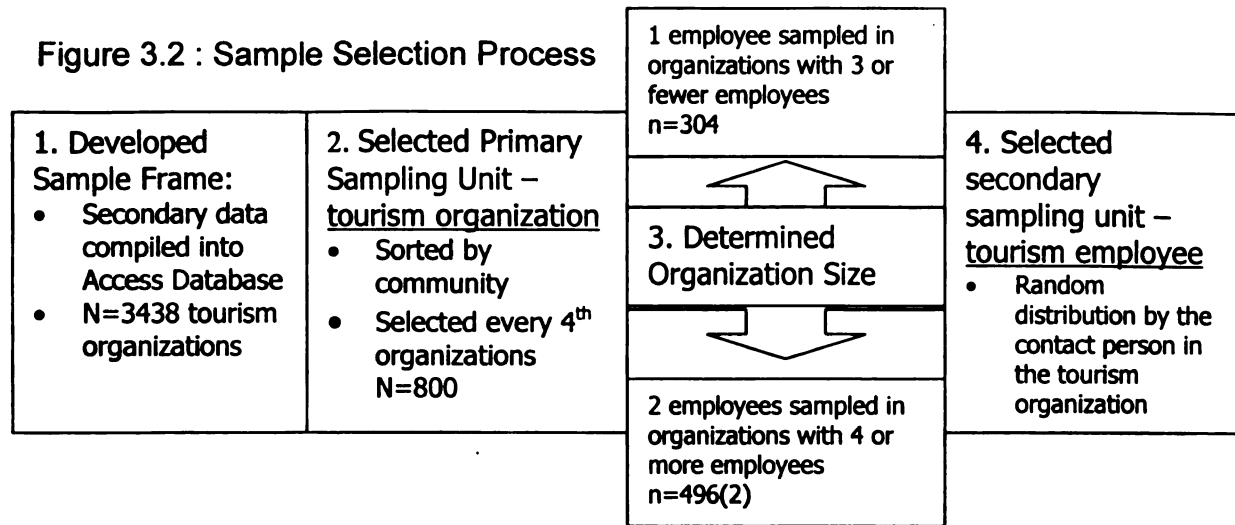 Figure 3.2 : Sample Selection Process
1. Developed
Sample Frame:
• Secondary data
compiled into
Access Database
• N=3438 tourism
organizations
2. Selected Primary
Sampling Unit –
tourism organization
• Sorted by
community
• Selected every 4th
organizations
N=800
1 employee sampled in
organizations with 3 or
fewer employees
n=304
3. Determined
Organization Size
2 employees sampled in
organizations with 4 or
more employees
n=496(2)
4. Selected
secondary
sampling unit –
tourism employee
• Random
distribution by the
contact person in
the tourism
organization